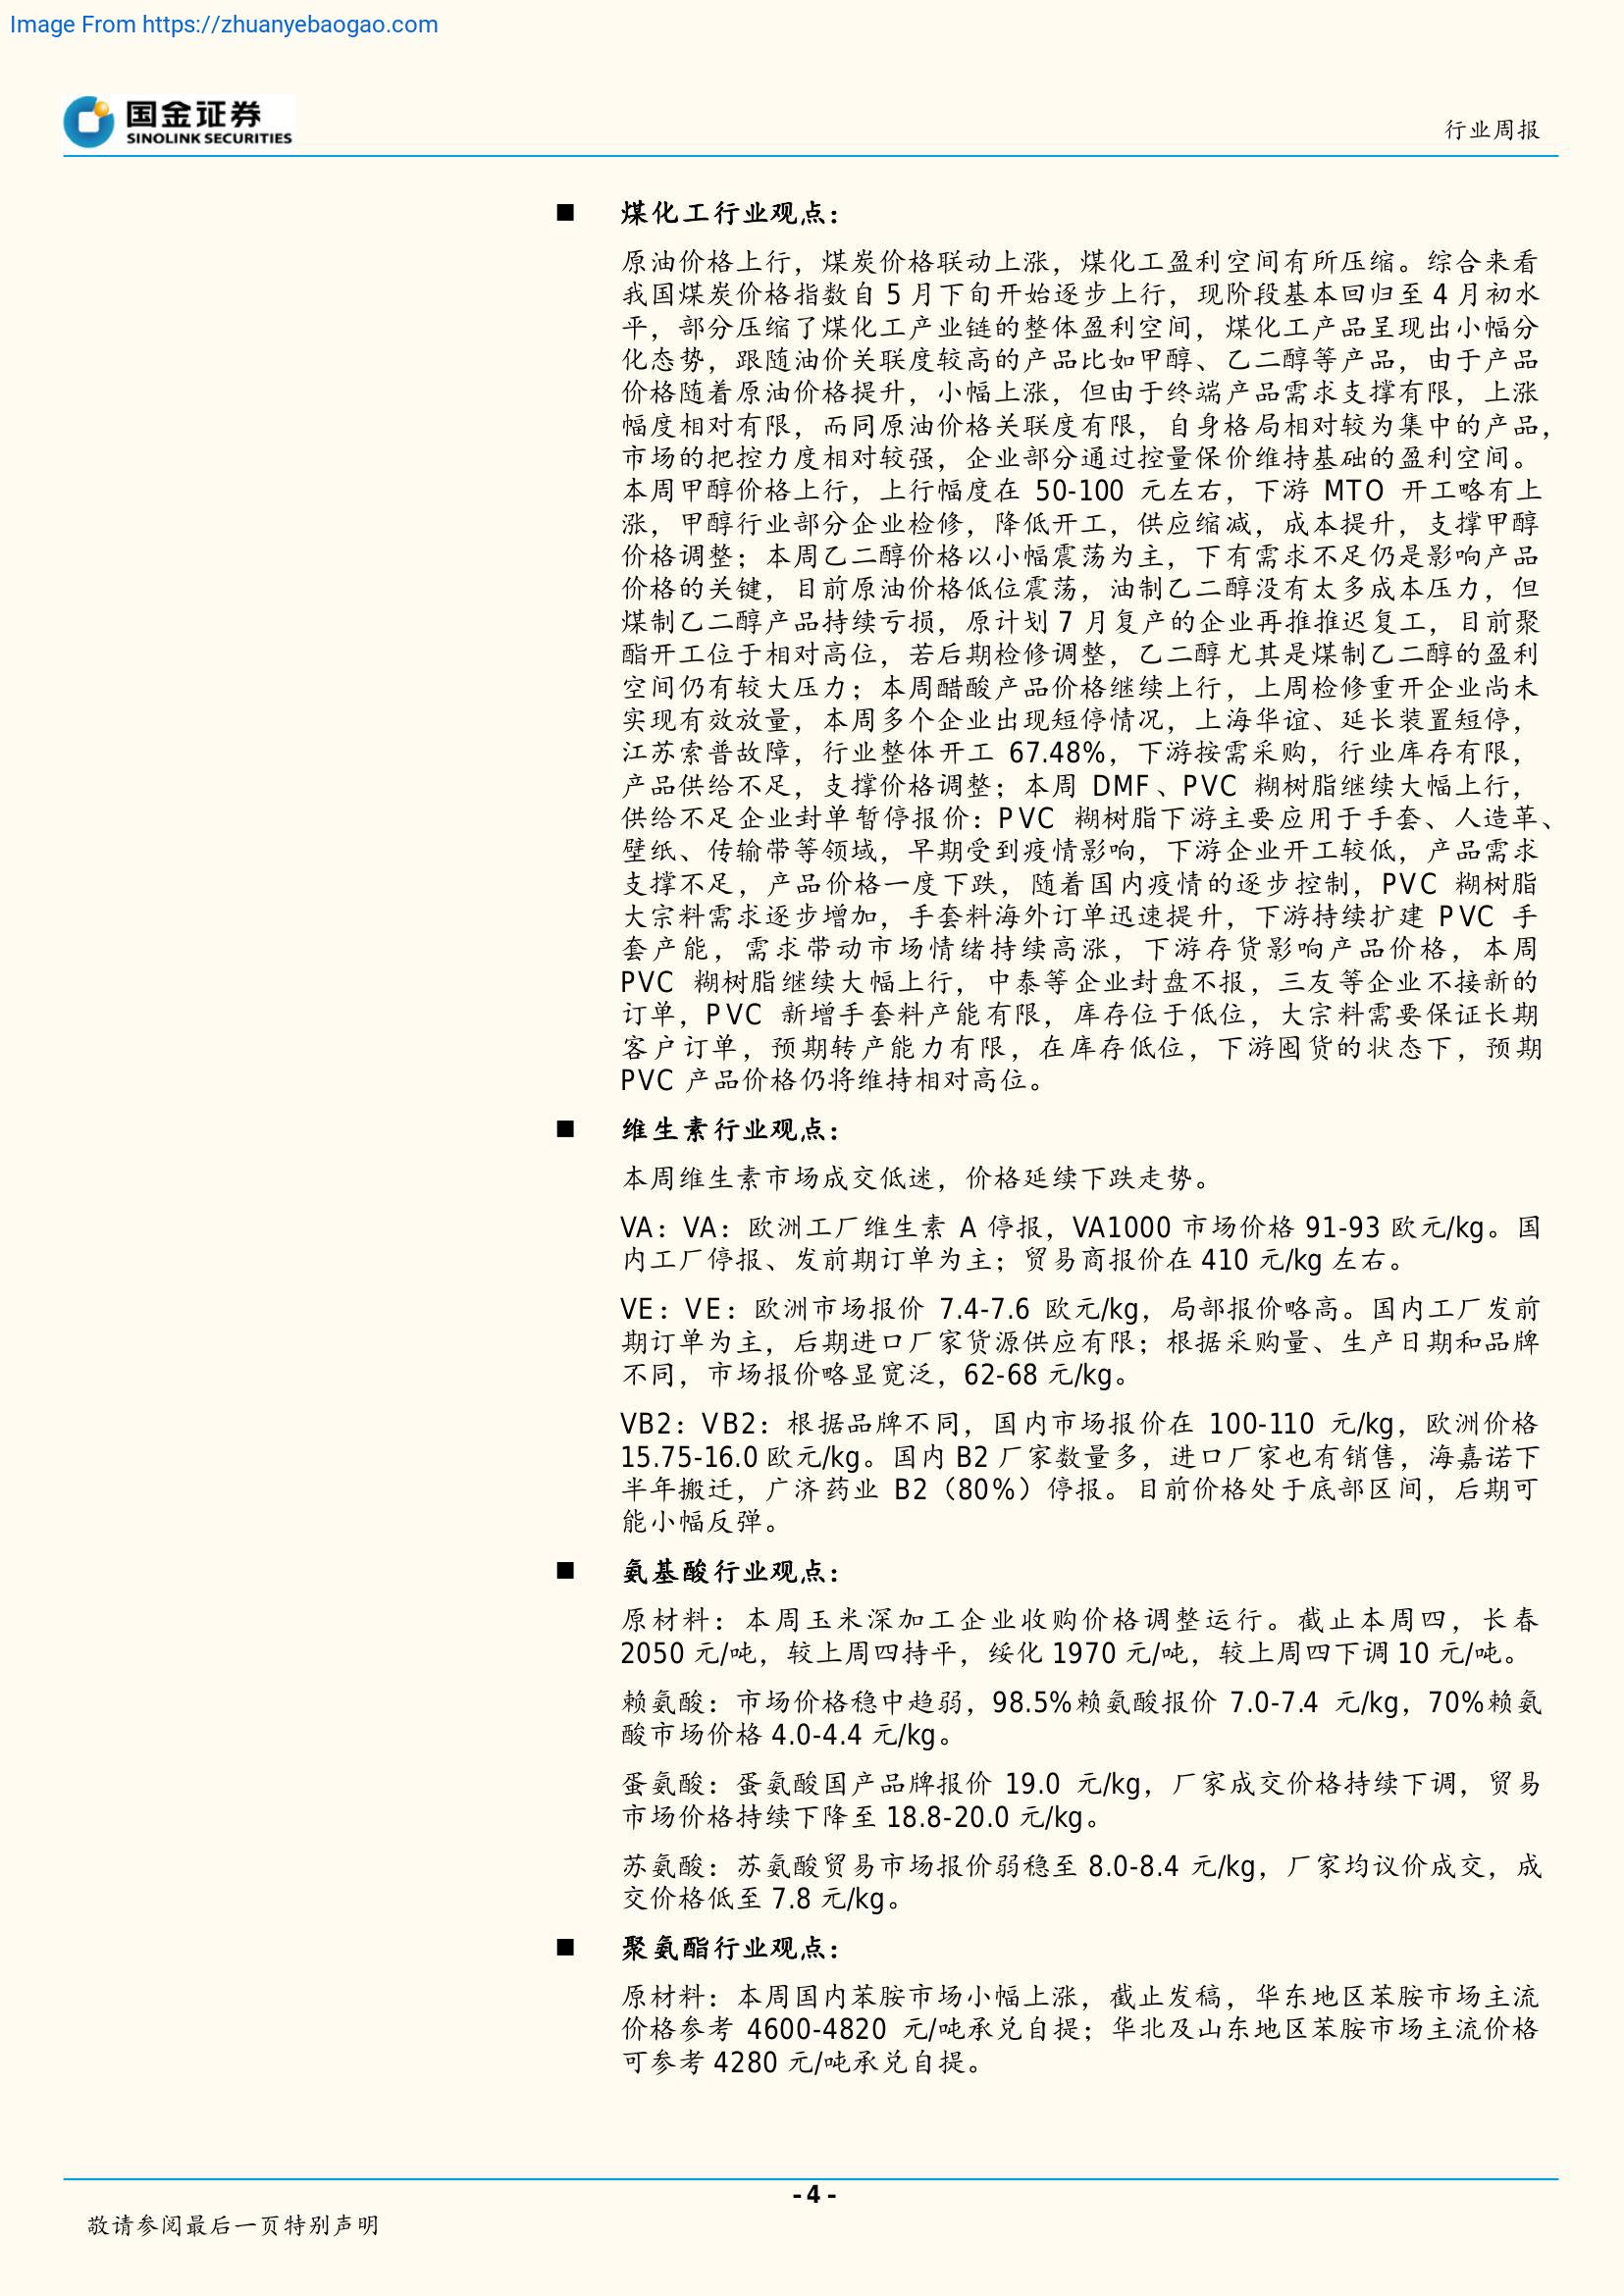 Image From https://zhuanyebaogao.com
国金证券
SINOLINK SECURITIES
行业周报
■ 煤化工行业观点：
原油价格上行，煤炭价格联动上涨，煤化工盈利空间有所压缩。综合来看
我国煤炭价格指数自 5 月下旬开始逐步上行，现阶段基本回归至 4 月初水
平，部分压缩了煤化工产业链的整体盈利空间，煤化工产品呈现出小幅分
化态势，跟随油价关联度较高的产品比如甲醇、乙二醇等产品，由于产品
价格随着原油价格提升，小幅上涨，但由于终端产品需求支撑有限，上涨
幅度相对有限，而同原油价格关联度有限，自身格局相对较为集中的产品，
市场的把控力度相对较强，企业部分通过控量保价维持基础的盈利空间。
本周甲醇价格上行，上行幅度在 50-100 元左右，下游 MTO 开工略有上
涨，甲醇行业部分企业检修，降低开工，供应缩减，成本提升，支撑甲醇
价格调整；本周乙二醇价格以小幅震荡为主，下有需求不足仍是影响产品
价格的关键，目前原油价格低位震荡，油制乙二醇没有太多成本压力，但
煤制乙二醇产品持续亏损，原计划 7 月复产的企业再推推迟复工，目前聚
酯开工位于相对高位，若后期检修调整，乙二醇尤其是煤制乙二醇的盈利
空间仍有较大压力；本周醋酸产品价格继续上行，上周检修重开企业尚未
实现有效放量，本周多个企业出现短停情况，上海华谊、延长装置短停，
江苏索普故障，行业整体开工 67.48%，下游按需采购，行业库存有限，
产品供给不足，支撑价格调整；本周 DMF、PVC 糊树脂继续大幅上行，
供给不足企业封单暂停报价：PVC 糊树脂下游主要应用于手套、人造革、
壁纸、传输带等领域，早期受到疫情影响，下游企业开工较低，产品需求
支撑不足，产品价格一度下跌，随着国内疫情的逐步控制，PVC 糊树脂
大宗料需求逐步增加，手套料海外订单迅速提升，下游持续扩建 PVC 手
套产能，需求带动市场情绪持续高涨，下游存货影响产品价格，本周
PVC 糊树脂继续大幅上行，中泰等企业封盘不报，三友等企业不接新的
订单，PVC 新增手套料产能有限，库存位于低位，大宗料需要保证长期
客户订单，预期转产能力有限，在库存低位，下游囤货的状态下，预期
PVC 产品价格仍将维持相对高位。
■ 维生素行业观点：
本周维生素市场成交低迷，价格延续下跌走势。
VA：VA：欧洲工厂维生素 A 停报，VA1000 市场价格 91-93 欧元/kg。国
内工厂停报、发前期订单为主；贸易商报价在 410 元/kg 左右。
VE：VE：欧洲市场报价 7.4-7.6 欧元/kg，局部报价略高。国内工厂发前
期订单为主，后期进口厂家货源供应有限；根据采购量、生产日期和品牌
不同，市场报价略显宽泛，62-68 元/kg。
VB2：VB2：根据品牌不同，国内市场报价在 100-110 元/kg，欧洲价格
15.75-16.0 欧元/kg。国内 B2 厂家数量多，进口厂家也有销售，海嘉诺下
半年搬迁，广济药业 B2（80%）停报。目前价格处于底部区间，后期可
能小幅反弹。
■ 氨基酸行业观点：
原材料：本周玉米深加工企业收购价格调整运行。截止本周四，长春
2050 元/吨，较上周四持平，绥化 1970 元/吨，较上周四下调 10 元/吨。
赖氨酸：市场价格稳中趋弱，98.5%赖氨酸报价 7.0-7.4 元/kg，70%赖氨
酸市场价格 4.0-4.4 元/kg。
蛋氨酸：蛋氨酸国产品牌报价 19.0 元/kg，厂家成交价格持续下调，贸易
市场价格持续下降至 18.8-20.0 元/kg。
苏氨酸：苏氨酸贸易市场报价弱稳至 8.0-8.4 元/kg，厂家均议价成交，成
交价格低至 7.8 元/kg。
■ 聚氨酯行业观点：
原材料：本周国内苯胺市场小幅上涨，截止发稿，华东地区苯胺市场主流
价格参考 4600-4820 元/吨承兑自提；华北及山东地区苯胺市场主流价格
可参考 4280 元/吨承兑自提。
- 4 -
敬请参阅最后一页特别声明